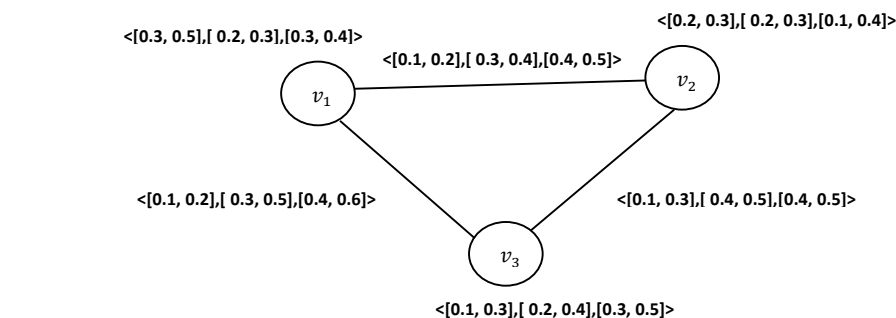 <[0.2, 0.3],[ 0.2, 0.3],[0.1, 0.4]>
<[0.3, 0.5],[ 0.2, 0.3],[0.3, 0.4]>
<[0.1, 0.2],[ 0.3, 0.4],[0.4, 0.5]>
v₁
v₂
<[0.1, 0.2],[ 0.3, 0.5],[0.4, 0.6]>
<[0.1, 0.3],[ 0.4, 0.5],[0.4, 0.5]>
v₃
<[0.1, 0.3],[ 0.2, 0.4],[0.3, 0.5]>